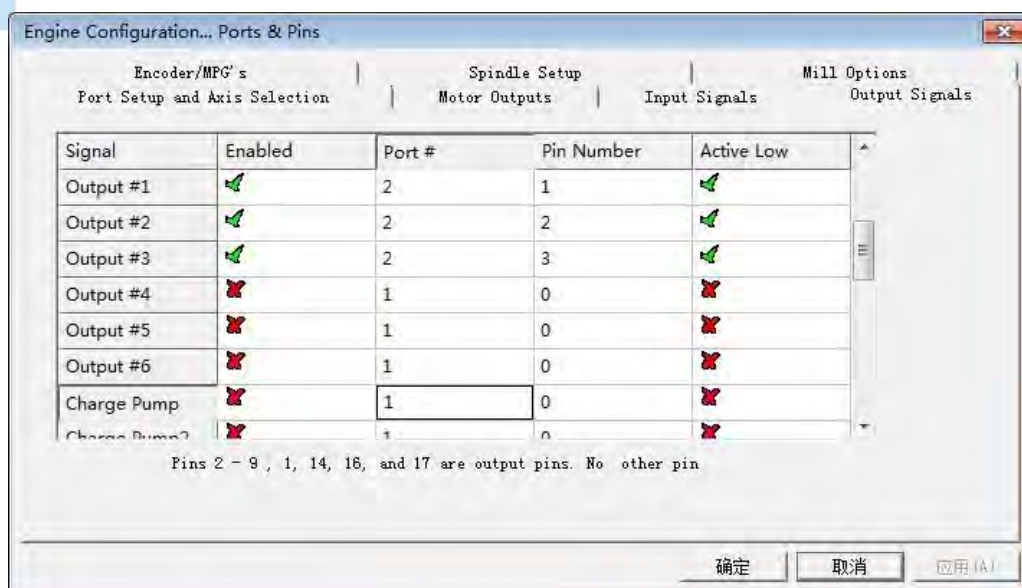 Engine Configuration... Ports & Pins
Encoder/MPG's Spindle Setup Mill Options
Port Setup and Axis Selection Motor Outputs Input Signals Output Signals
Signal Enabled Port # Pin Number Active Low
Output #1 2 1
Output #2 2 2
Output #3 2 3
Output #4 1 0
Output #5 1 0
Output #6 1 0
Charge Pump 1 0
Charge Pump2 1 0
Pins 2 - 9 , 1, 14, 16, and 17 are output pins. No other pin
确定 取消 应用(A)